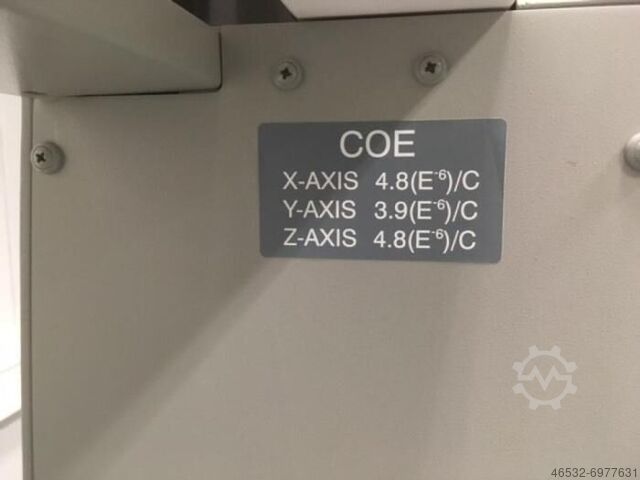 COE
X-AXIS 4.8(E⁻⁶)/C
Y-AXIS 3.9(E⁻⁶)/C
Z-AXIS 4.8(E⁻⁶)/C
46532-6977631